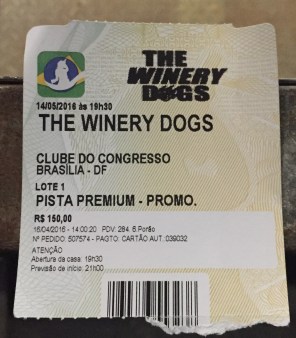 THE
WINERY
DOGS
14/05/2016 às 19h30
THE WINERY DOGS
CLUBE DO CONGRESSO
BRASÍLIA - DF
LOTE 1
PISTA PREMIUM - PROMO.
R$ 150,00
16/04/2016 - 14:00:20 PDV: 284, 6.Porão
Nº PEDIDO: 507574 - PAGTO: CARTÃO AUT.:039032
ATENÇÃO
Abertura da casa: 19h30
Previsão de início: 21h00